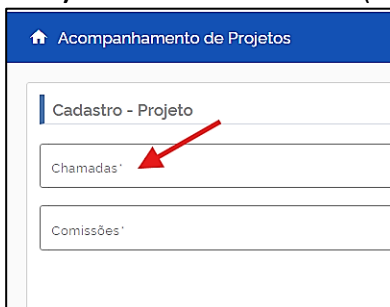 Acompanhamento de Projetos
Cadastro - Projeto
Chamadas*
Comissões*